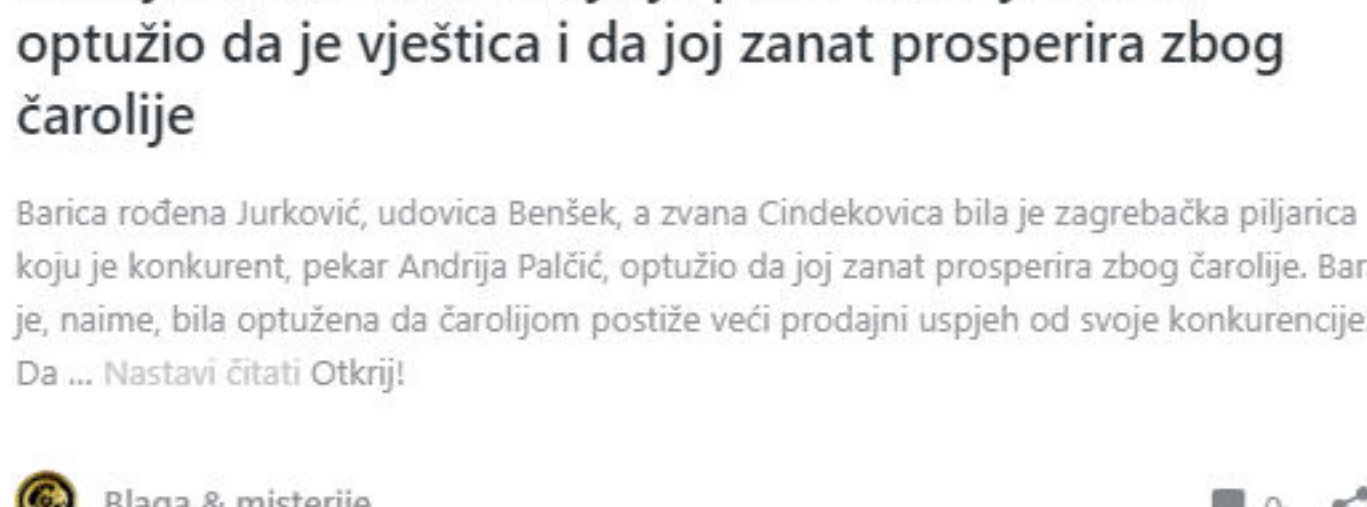 optužio da je vještica i da joj zanat prosperira zbog
čarolije
Barica rođena Jurković, udovica Benšek, a zvana Cindekovica bila je zagrebačka piljarica
koju je konkurent, pekar Andrija Palčić, optužio da joj zanat prosperira zbog čarolije. Bar
je, naime, bila optužena da čarolijom postiže veći prodajni uspjeh od svoje konkurencije.
Da ... Nastavi čitati Otkrij!
Blaga & misterije
0